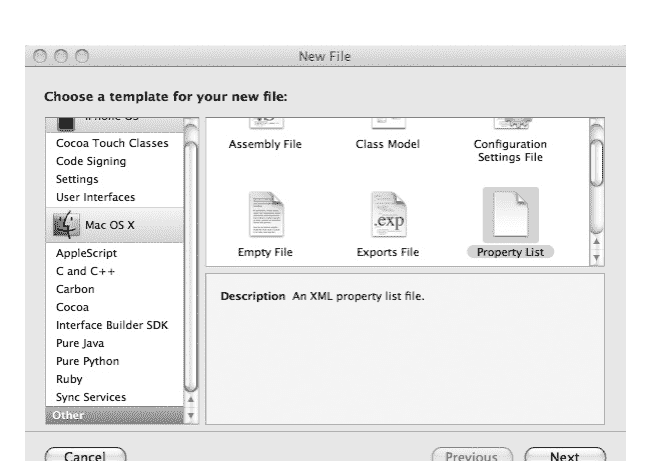 New File
Choose a template for your new file:
iPhone OS
Cocoa Touch Classes
Code Signing
Settings
User Interfaces
Mac OS X
AppleScript
C and C++
Carbon
Cocoa
Interface Builder SDK
Pure Java
Pure Python
Ruby
Sync Services
Other
Assembly File
Class Model
Configuration
Settings File
.exp
Empty File
Exports File
Property List
Description An XML property list file.
Cancel
Previous
Next